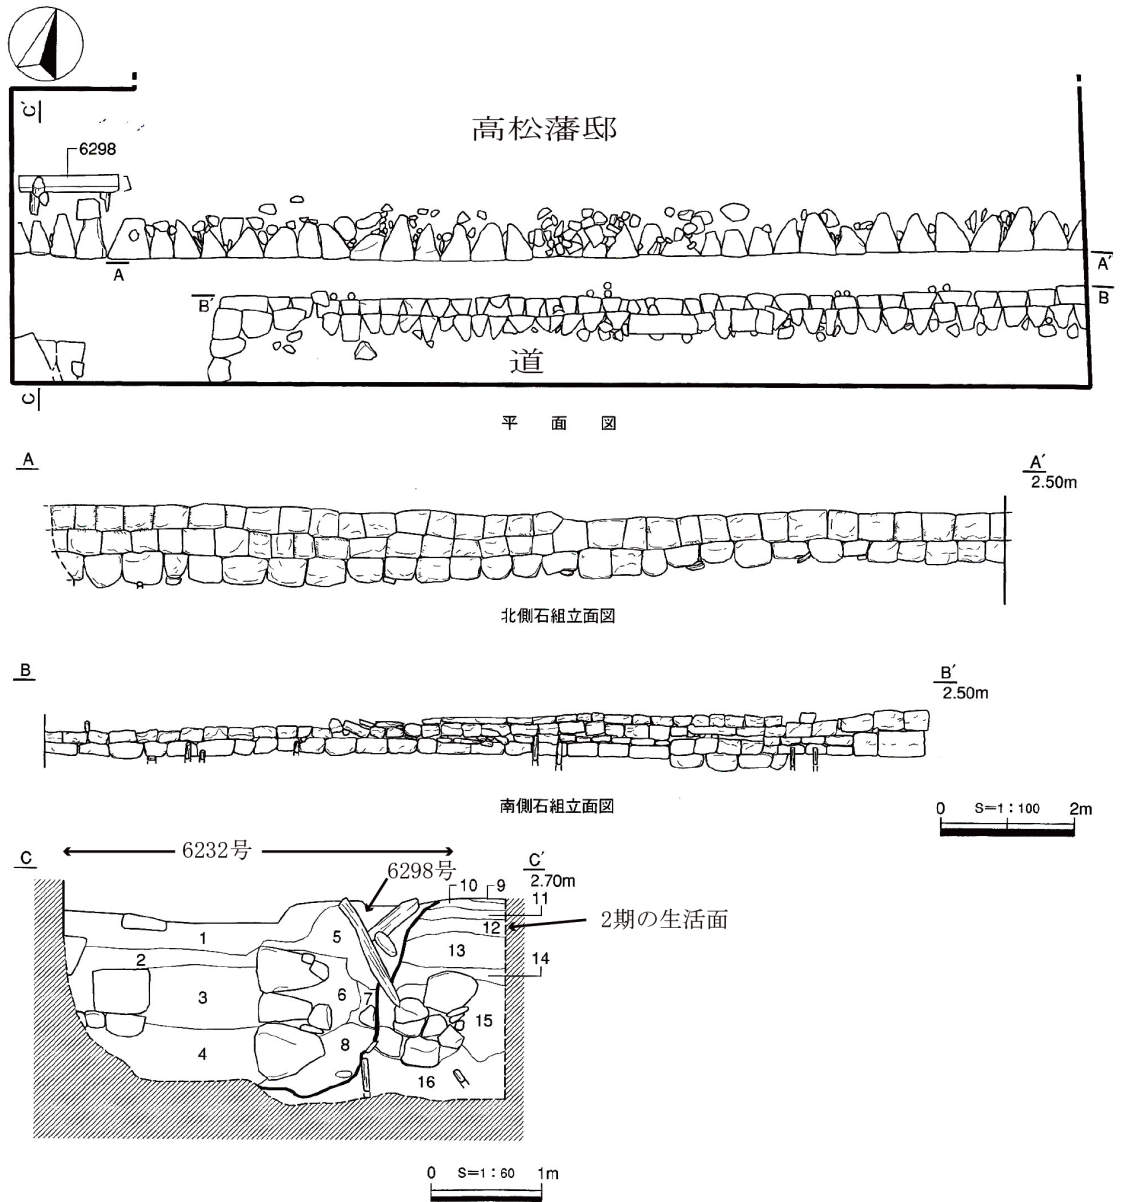 C′
高松藩邸
6298
A
A′
B′
B
道
C
平 面 図
A
A′
2.50m
北側石組立面図
B
B′
2.50m
南側石組立面図
0 S=1:100 2m
C
6232号
6298号
C′
2.70m
10 9
11
2期の生活面
12
1
5
13
2
14
3
6
7
15
4
8
16
0 S=1:60 1m